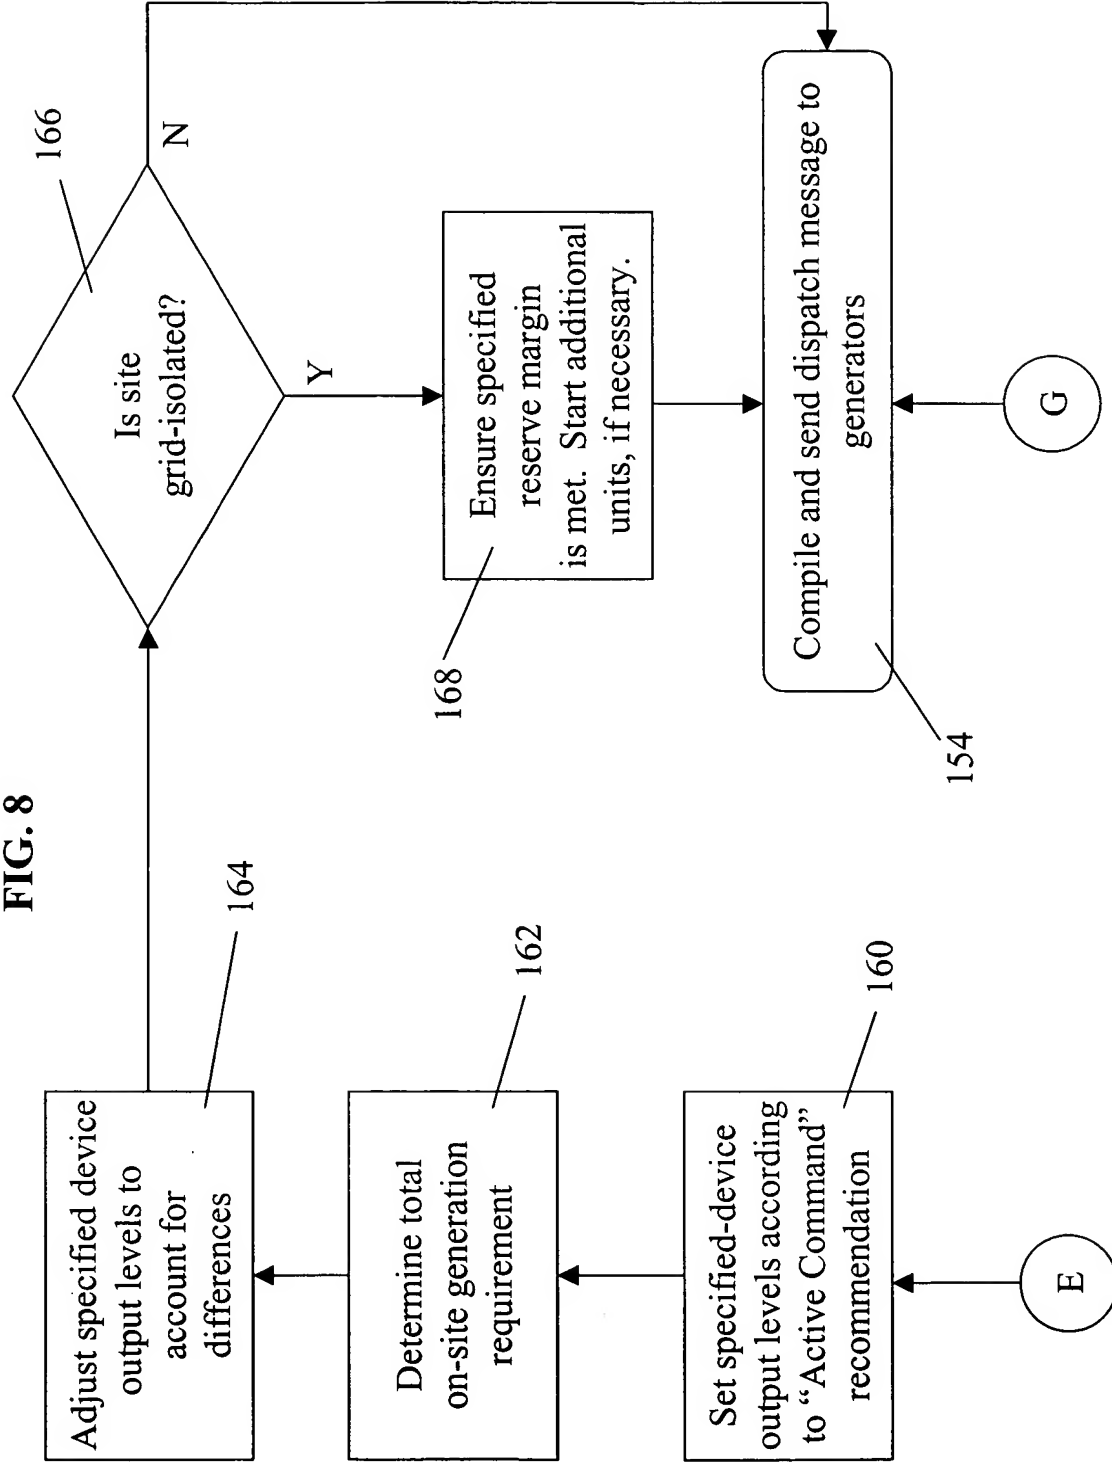 FIG. 8
Adjust specified device
output levels to
account for
differences
164
Determine total
on-site generation
requirement
162
Set specified-device
output levels according
to “Active Command”
recommendation
160
E
Is site
grid-isolated?
166
N
Y
Ensure specified
reserve margin
is met. Start additional
units, if necessary.
168
Compile and send dispatch message to
generators
154
G